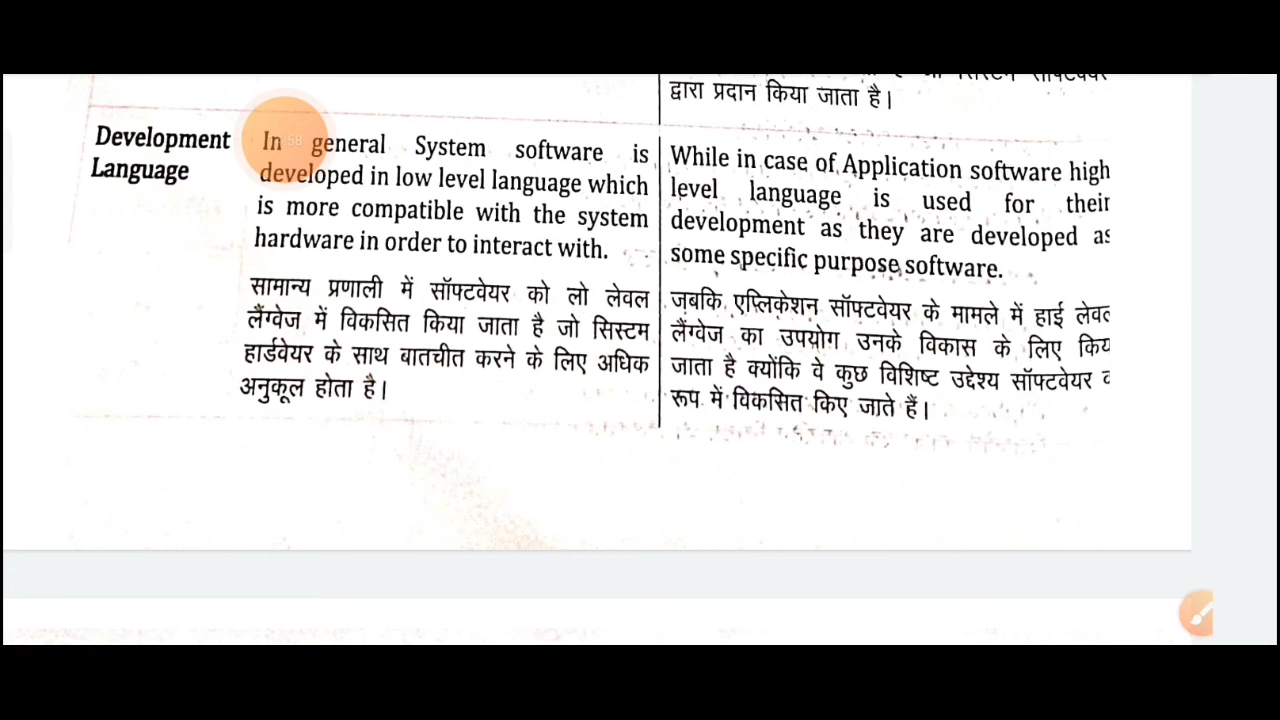 द्वारा प्रदान किया जाता है।
Development
Language
In general System software is
developed in low level language which
is more compatible with the system
hardware in order to interact with.
सामान्य प्रणाली में सॉफ्टवेयर को लो लेवल
लैंग्वेज में विकसित किया जाता है जो सिस्टम
हार्डवेयर के साथ बातचीत करने के लिए अधिक
अनुकूल होता है।
While in case of Application software high
level language is used for their
development as they are developed as
some specific purpose software.
जबकि एप्लिकेशन सॉफ्टवेयर के मामले में हाई
लैंग्वेज का उपयोग उनके विकास के लिए
जाता है क्योंकि वे कुछ विशिष्ट उद्देश्य सॉफ्टवेयर
रूप में विकसित किए जाते हैं।
58